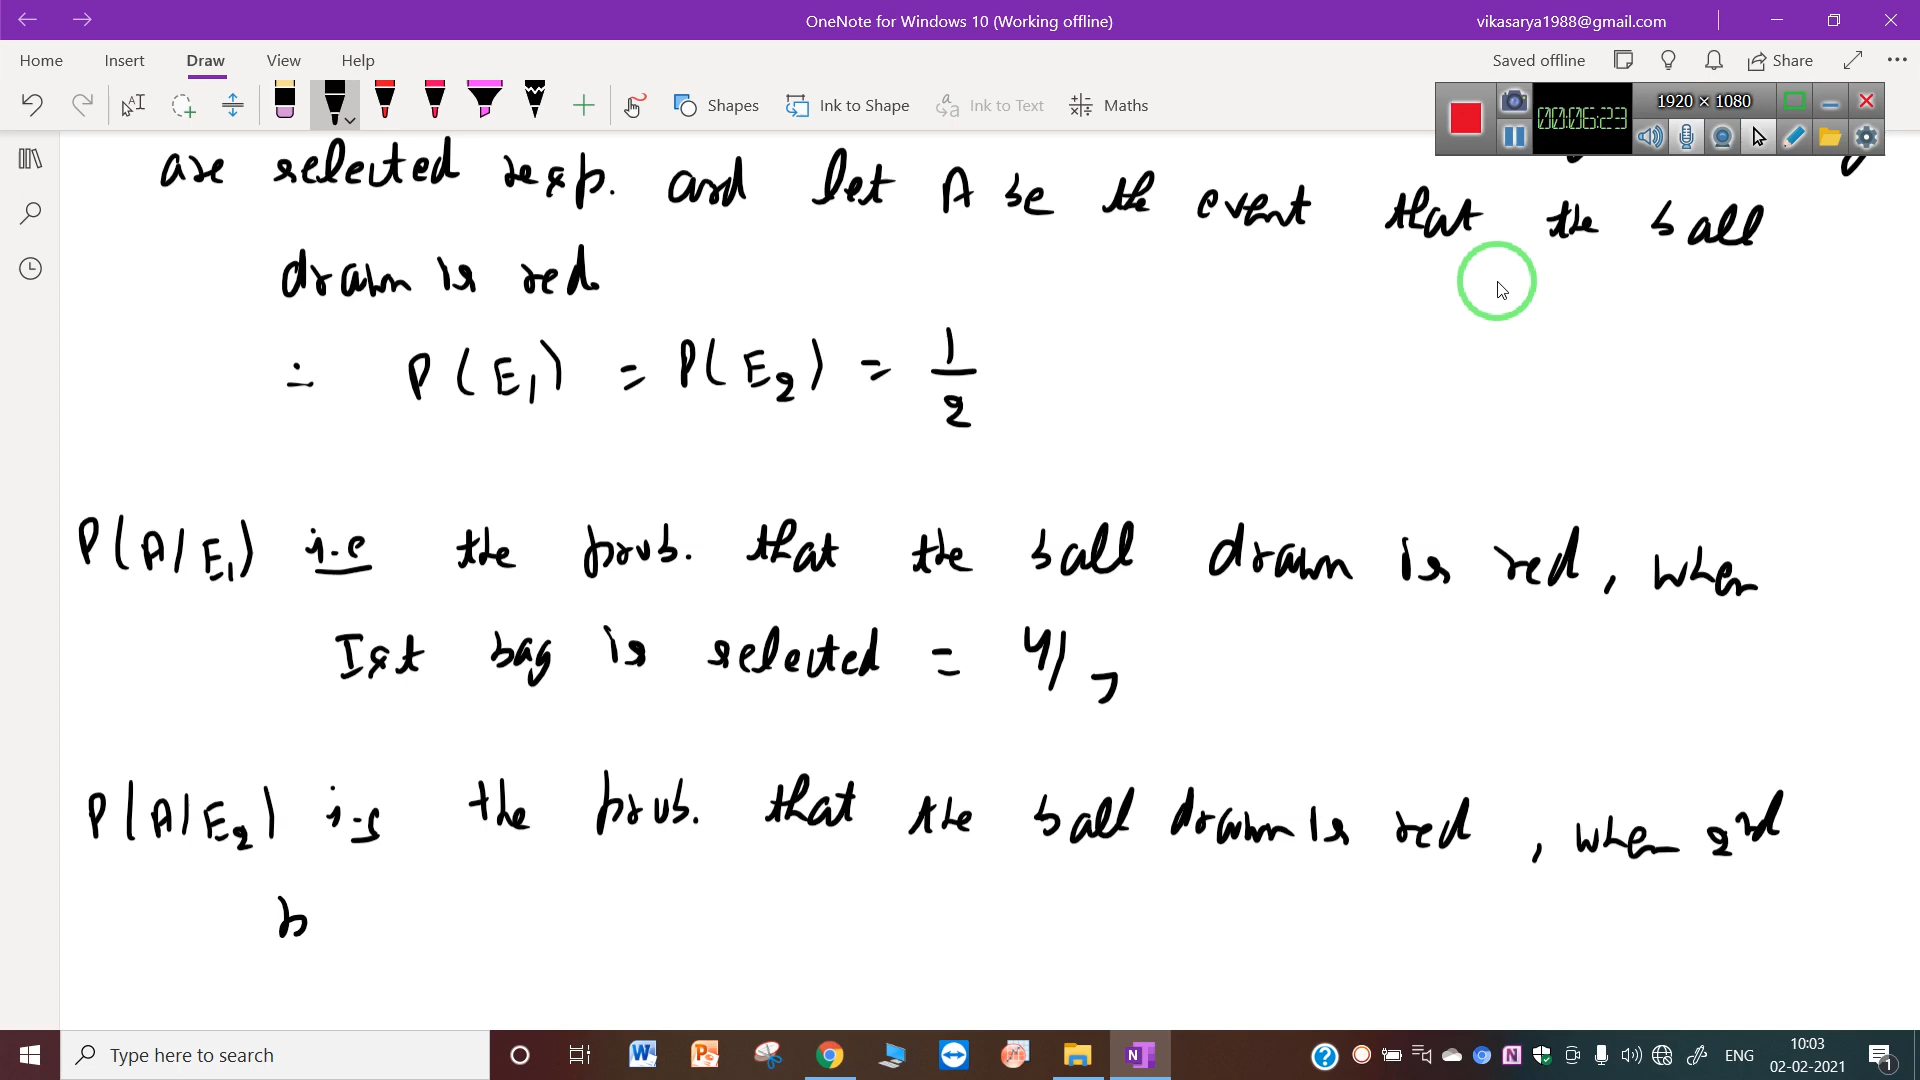 OneNote for Windows 10 (Working offline)
vikasarya1988@gmail.com
Home Insert Draw View Help
Saved offline Share
Shapes Ink to Shape Ink to Text Maths
00:06:23 1920 × 1080
are selected resp. and let A be the event that the ball
drawn is red.
∴ P(E₁) = P(E₂) = 1/2
P(A/E₁) i.e the prob. that the ball drawn is red, when
Ist bag is selected = 4/7
P(A/E₂) i.e the prob. that the ball drawn is red, when 2nd
b
Type here to search
ENG
10:03
02-02-2021
1